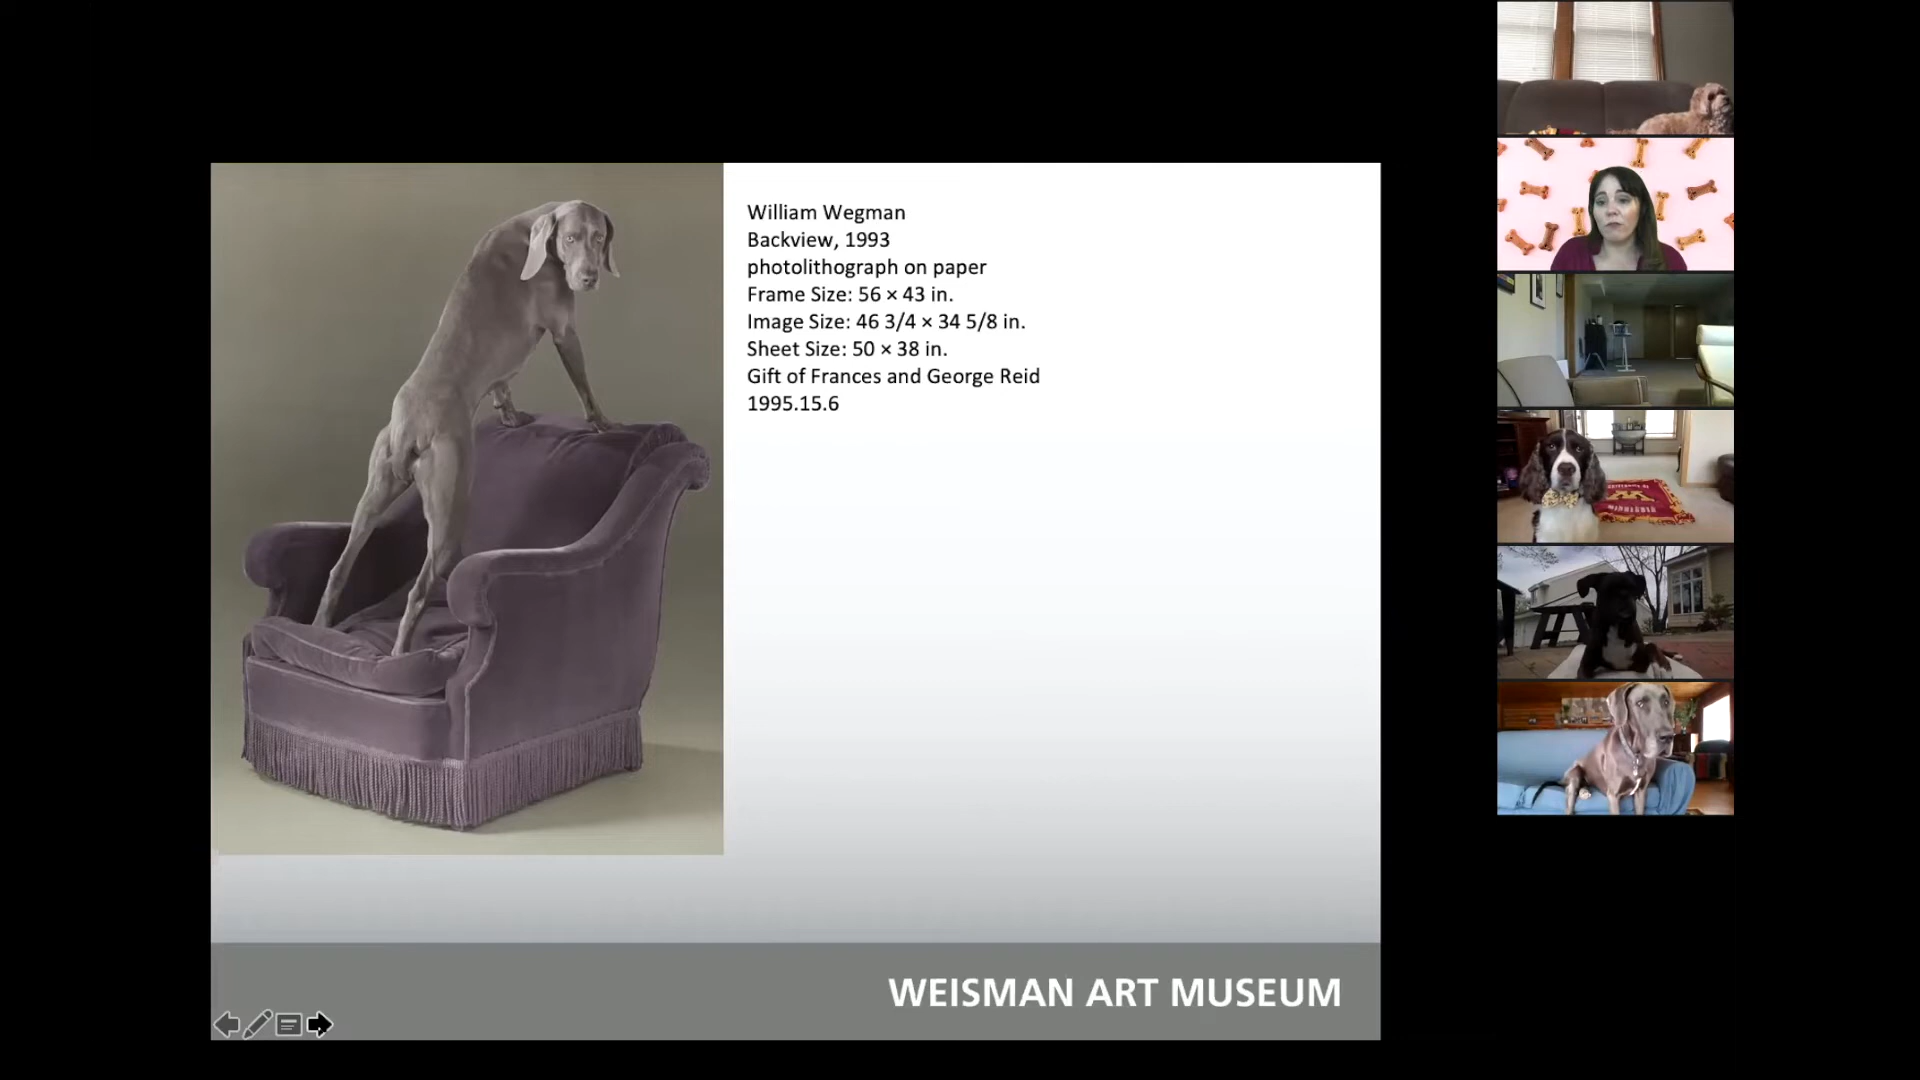 William Wegman
Backview, 1993
photolithograph on paper
Frame Size: 56 × 43 in.
Image Size: 46 3/4 × 34 5/8 in.
Sheet Size: 50 × 38 in.
Gift of Frances and George Reid
1995.15.6
WEISMAN ART MUSEUM